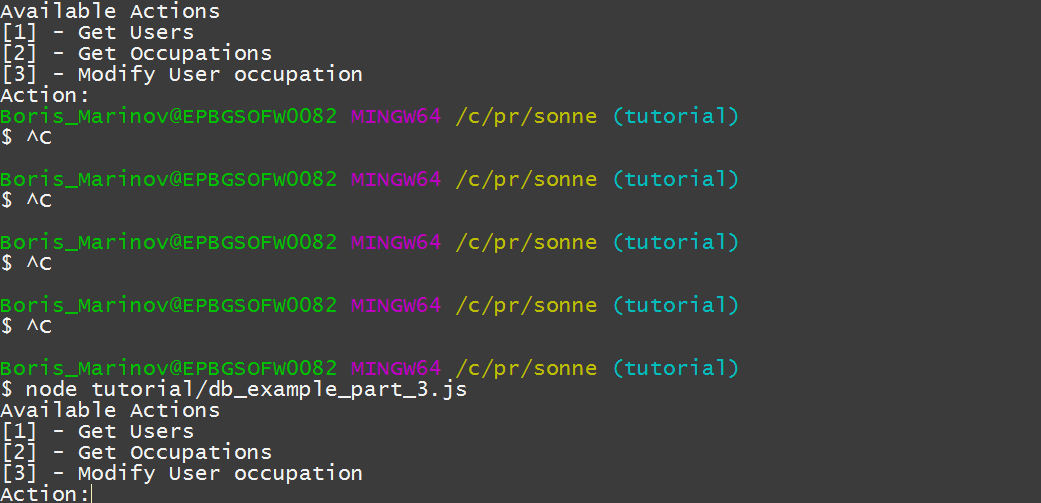 Available Actions
[1] - Get Users
[2] - Get Occupations
[3] - Modify User occupation
Action:
Boris_Marinov@EPBGSOFW0082 MINGW64 /c/pr/sonne (tutorial)
$ ^C
Boris_Marinov@EPBGSOFW0082 MINGW64 /c/pr/sonne (tutorial)
$ ^C
Boris_Marinov@EPBGSOFW0082 MINGW64 /c/pr/sonne (tutorial)
$ ^C
Boris_Marinov@EPBGSOFW0082 MINGW64 /c/pr/sonne (tutorial)
$ ^C
Boris_Marinov@EPBGSOFW0082 MINGW64 /c/pr/sonne (tutorial)
$ node tutorial/db_example_part_3.js
Available Actions
[1] - Get Users
[2] - Get Occupations
[3] - Modify User occupation
Action: